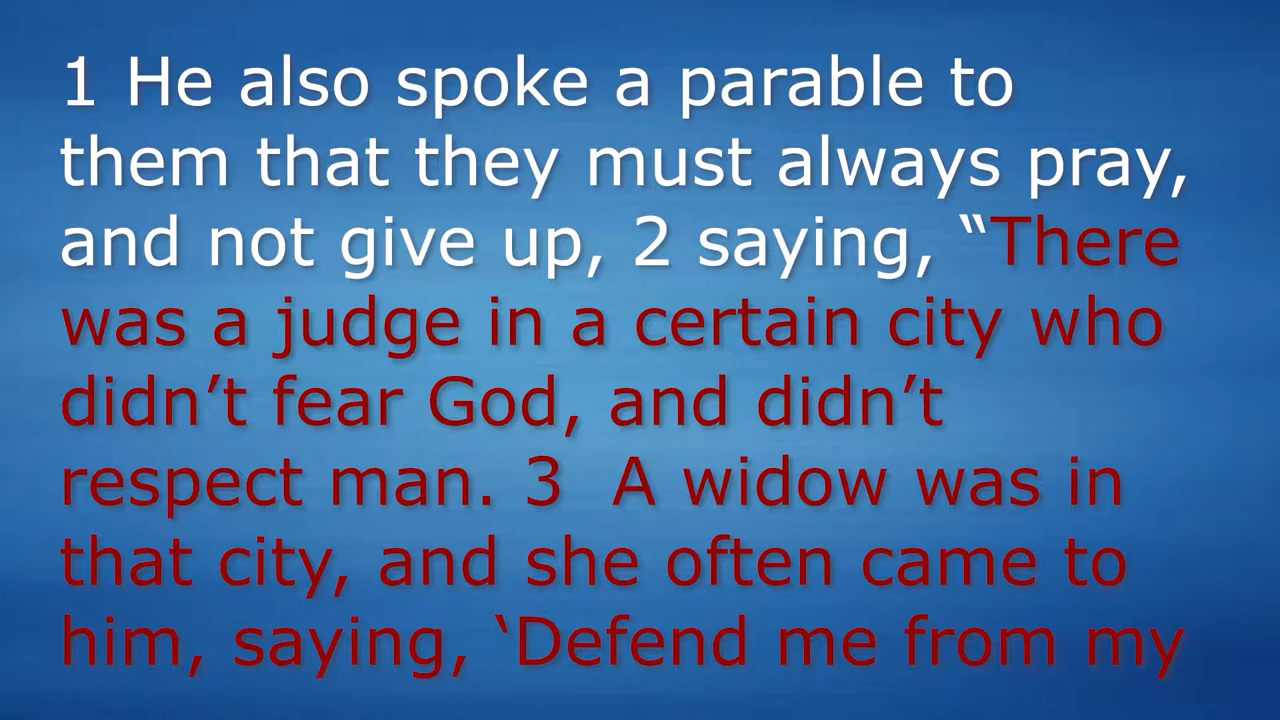 1 He also spoke a parable to
them that they must always pray,
and not give up, 2 saying, “There
was a judge in a certain city who
didn’t fear God, and didn’t
respect man. 3  A widow was in
that city, and she often came to
him, saying, ‘Defend me from my